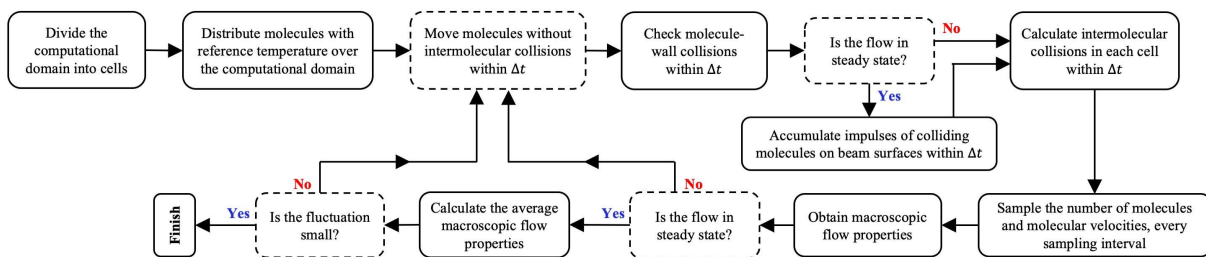 Divide the
computational
domain into cells
Distribute molecules with
reference temperature over
the computational domain
Move molecules without
intermolecular collisions
within Δt
Check molecule-
wall collisions
within Δt
Is the flow in
steady state?
No
Yes
Calculate intermolecular
collisions in each cell
within Δt
Accumulate impulses of colliding
molecules on beam surfaces within Δt
Sample the number of molecules
and molecular velocities, every
sampling interval
Obtain macroscopic
flow properties
Is the flow in
steady state?
No
Yes
Calculate the average
macroscopic flow
properties
Is the fluctuation
small?
No
Yes
Finish